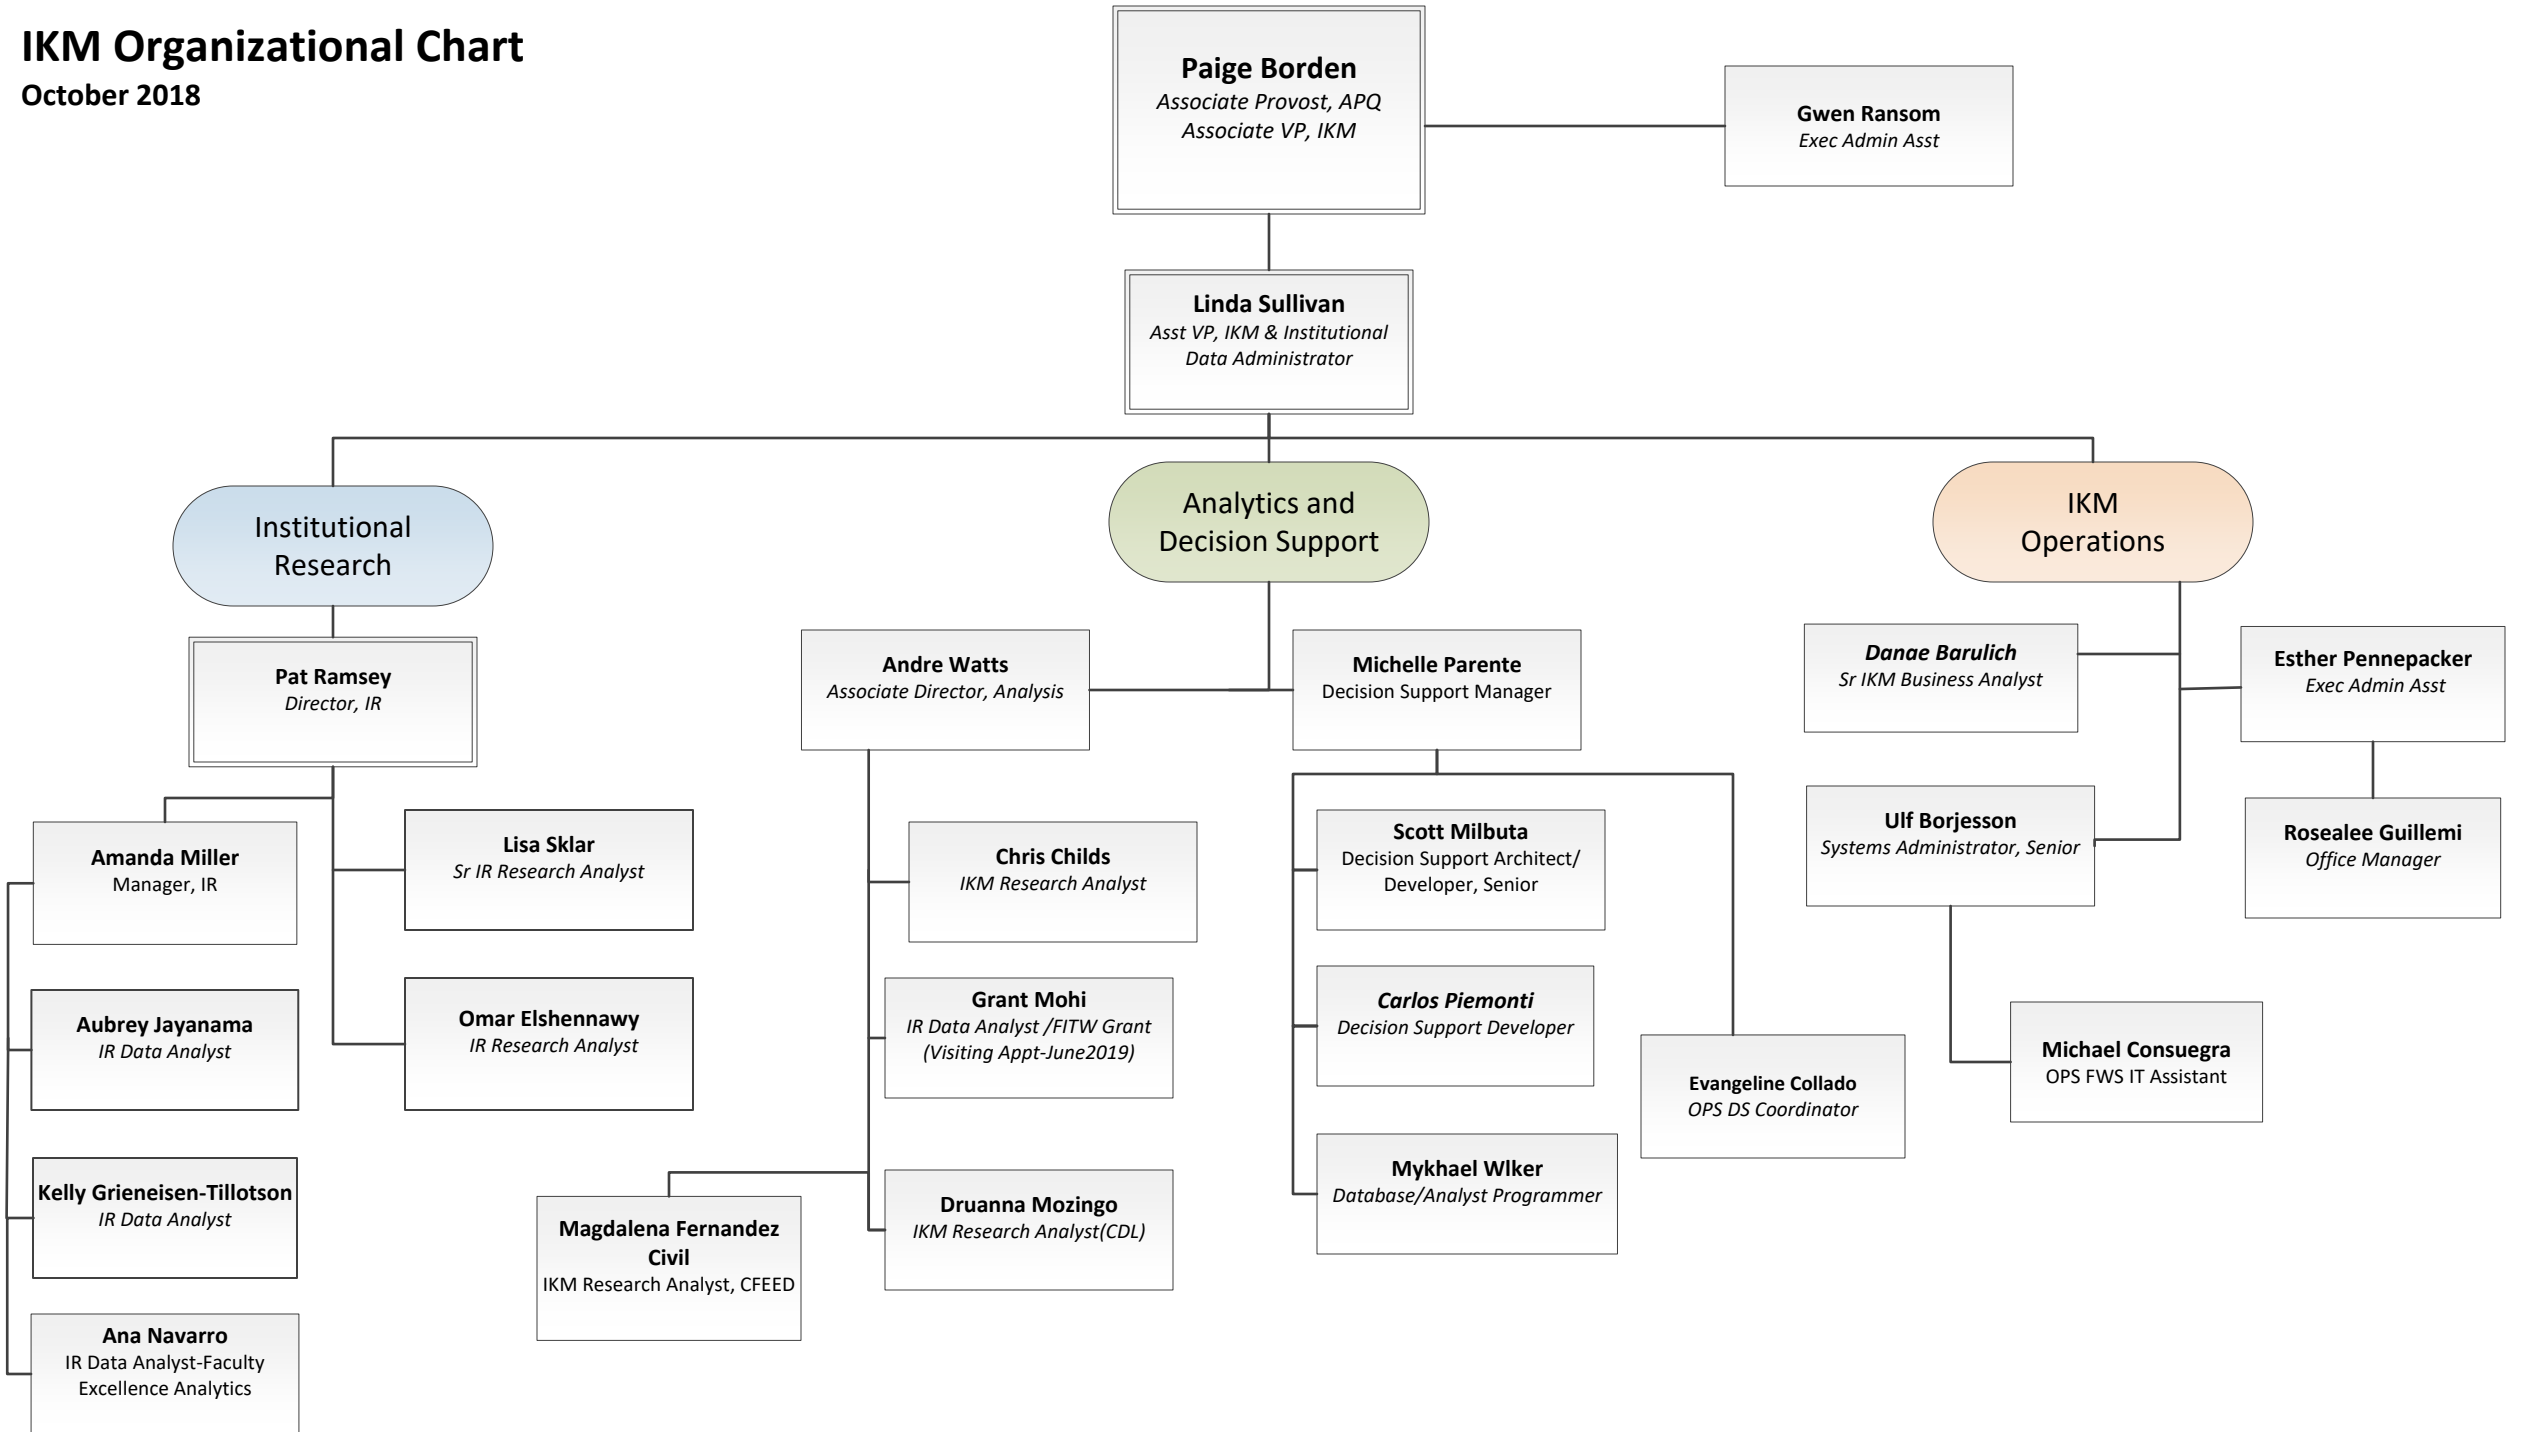 IKM Organizational Chart
October 2018
Paige Borden
Associate Provost, APQ
Associate VP, IKM
Gwen Ransom
Exec Admin Asst
Linda Sullivan
Asst VP, IKM & Institutional
Data Administrator
Institutional
Research
Analytics and
Decision Support
IKM
Operations
Pat Ramsey
Director, IR
Andre Watts
Associate Director, Analysis
Michelle Parente
Decision Support Manager
Danae Barulich
Sr IKM Business Analyst
Esther Pennepacker
Exec Admin Asst
Amanda Miller
Manager, IR
Lisa Sklar
Sr IR Research Analyst
Chris Childs
IKM Research Analyst
Scott Milbuta
Decision Support Architect/
Developer, Senior
Ulf Borjesson
Systems Administrator, Senior
Rosealee Guillemi
Office Manager
Aubrey Jayanama
IR Data Analyst
Omar Elshennawy
IR Research Analyst
Grant Mohi
IR Data Analyst /FITW Grant
(Visiting Appt-June2019)
Carlos Piemonti
Decision Support Developer
Evangeline Collado
OPS DS Coordinator
Michael Consuegra
OPS FWS IT Assistant
Kelly Grieneisen-Tillotson
IR Data Analyst
Magdalena Fernandez
Civil
IKM Research Analyst, CFEED
Druanna Mozingo
IKM Research Analyst(CDL)
Mykhael Wlker
Database/Analyst Programmer
Ana Navarro
IR Data Analyst-Faculty
Excellence Analytics